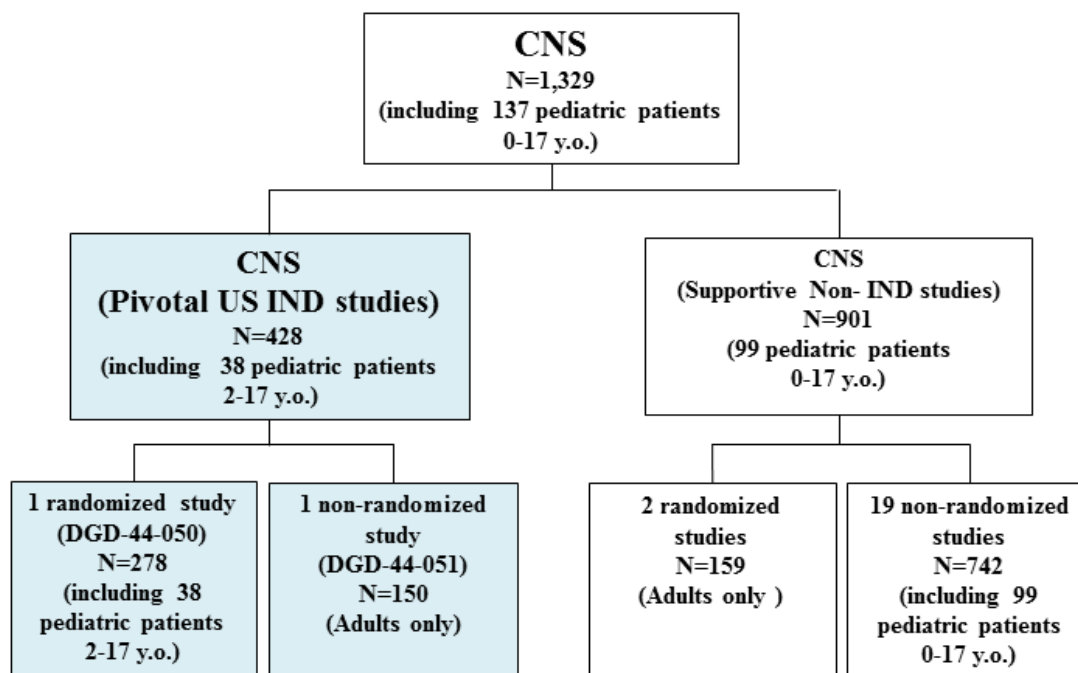 CNS
N=1,329
(including 137 pediatric patients
0-17 y.o.)
CNS
(Pivotal US IND studies)
N=428
(including 38 pediatric patients
2-17 y.o.)
CNS
(Supportive Non- IND studies)
N=901
(99 pediatric patients
0-17 y.o.)
1 randomized study
(DGD-44-050)
N=278
(including 38
pediatric patients
2-17 y.o.)
1 non-randomized
study
(DGD-44-051)
N=150
(Adults only)
2 randomized
studies
N=159
(Adults only )
19 non-randomized
studies
N=742
(including 99
pediatric patients
0-17 y.o.)